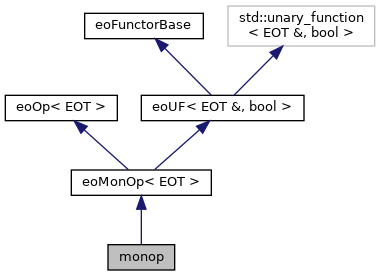 eoFunctorBase
std::unary_function
< EOT &, bool >
eoOp< EOT >
eoUF< EOT &, bool >
eoMonOp< EOT >
monop